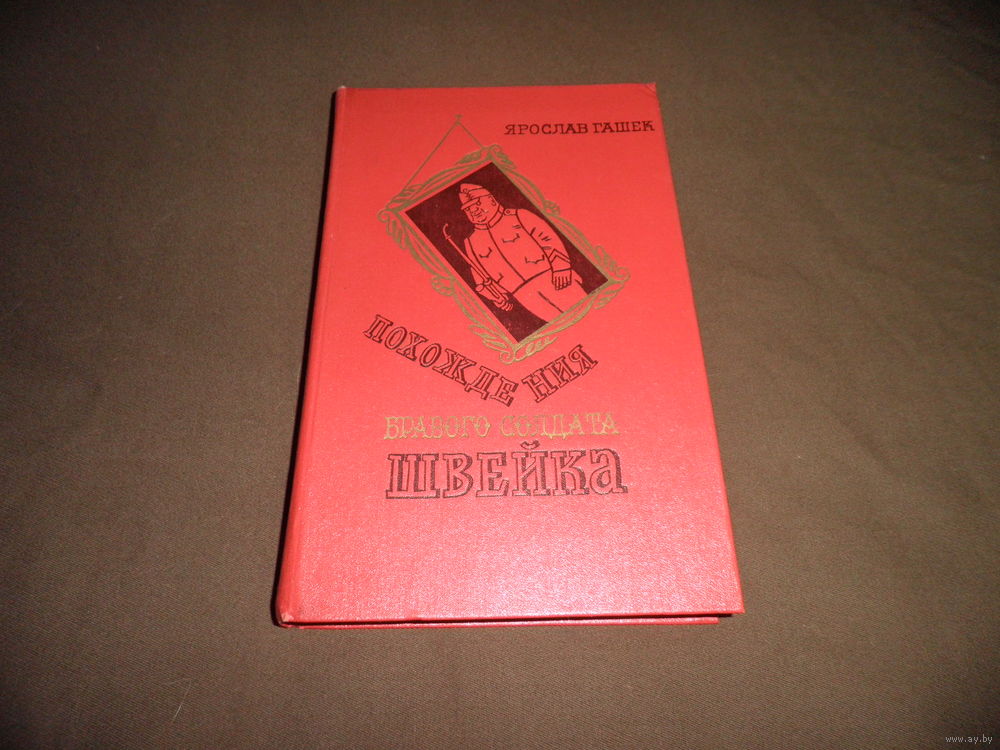 ЯРОСЛАВ ГАШЕК
ПОХОЖДЕНИЯ
БРАВОГО СОЛДАТА
ШВЕЙКА
www.ay.by